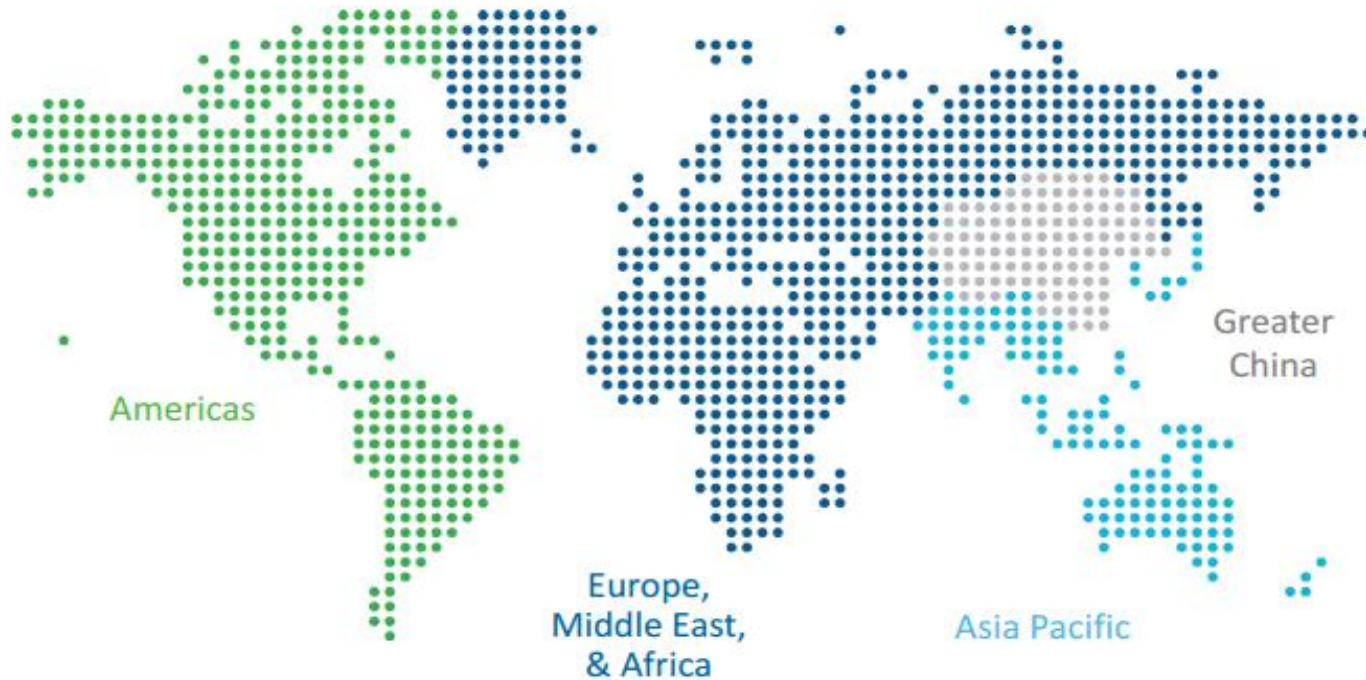 Greater
China
Americas
Europe,
Middle East,
& Africa
Asia Pacific